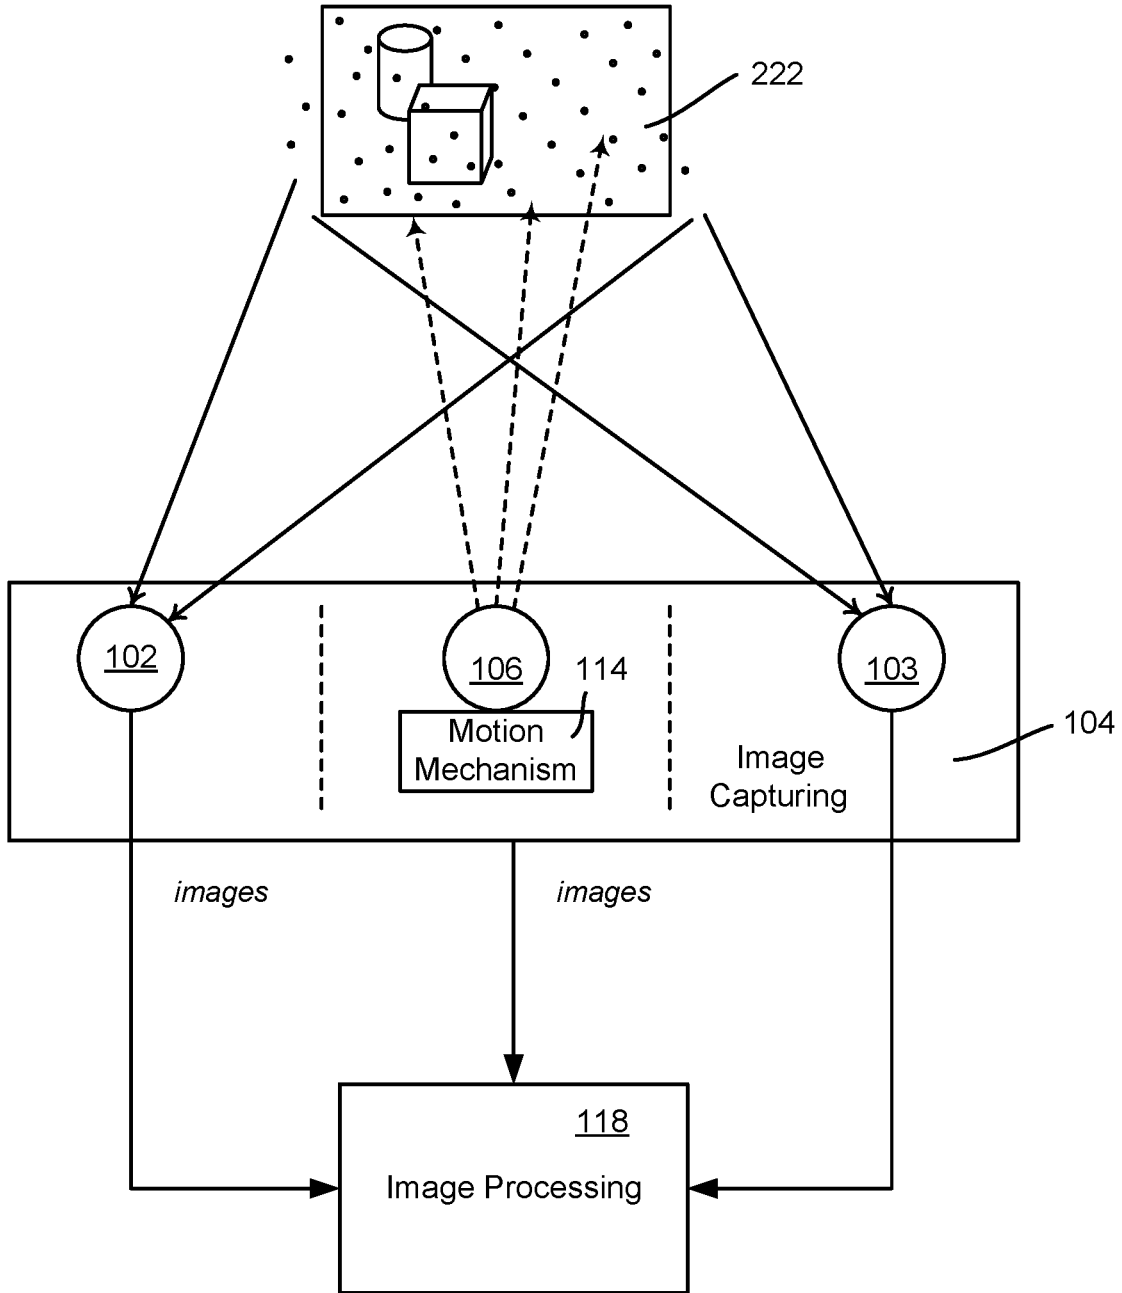 222
102
106
114
103
Motion
Mechanism
Image
Capturing
104
images
images
118
Image Processing